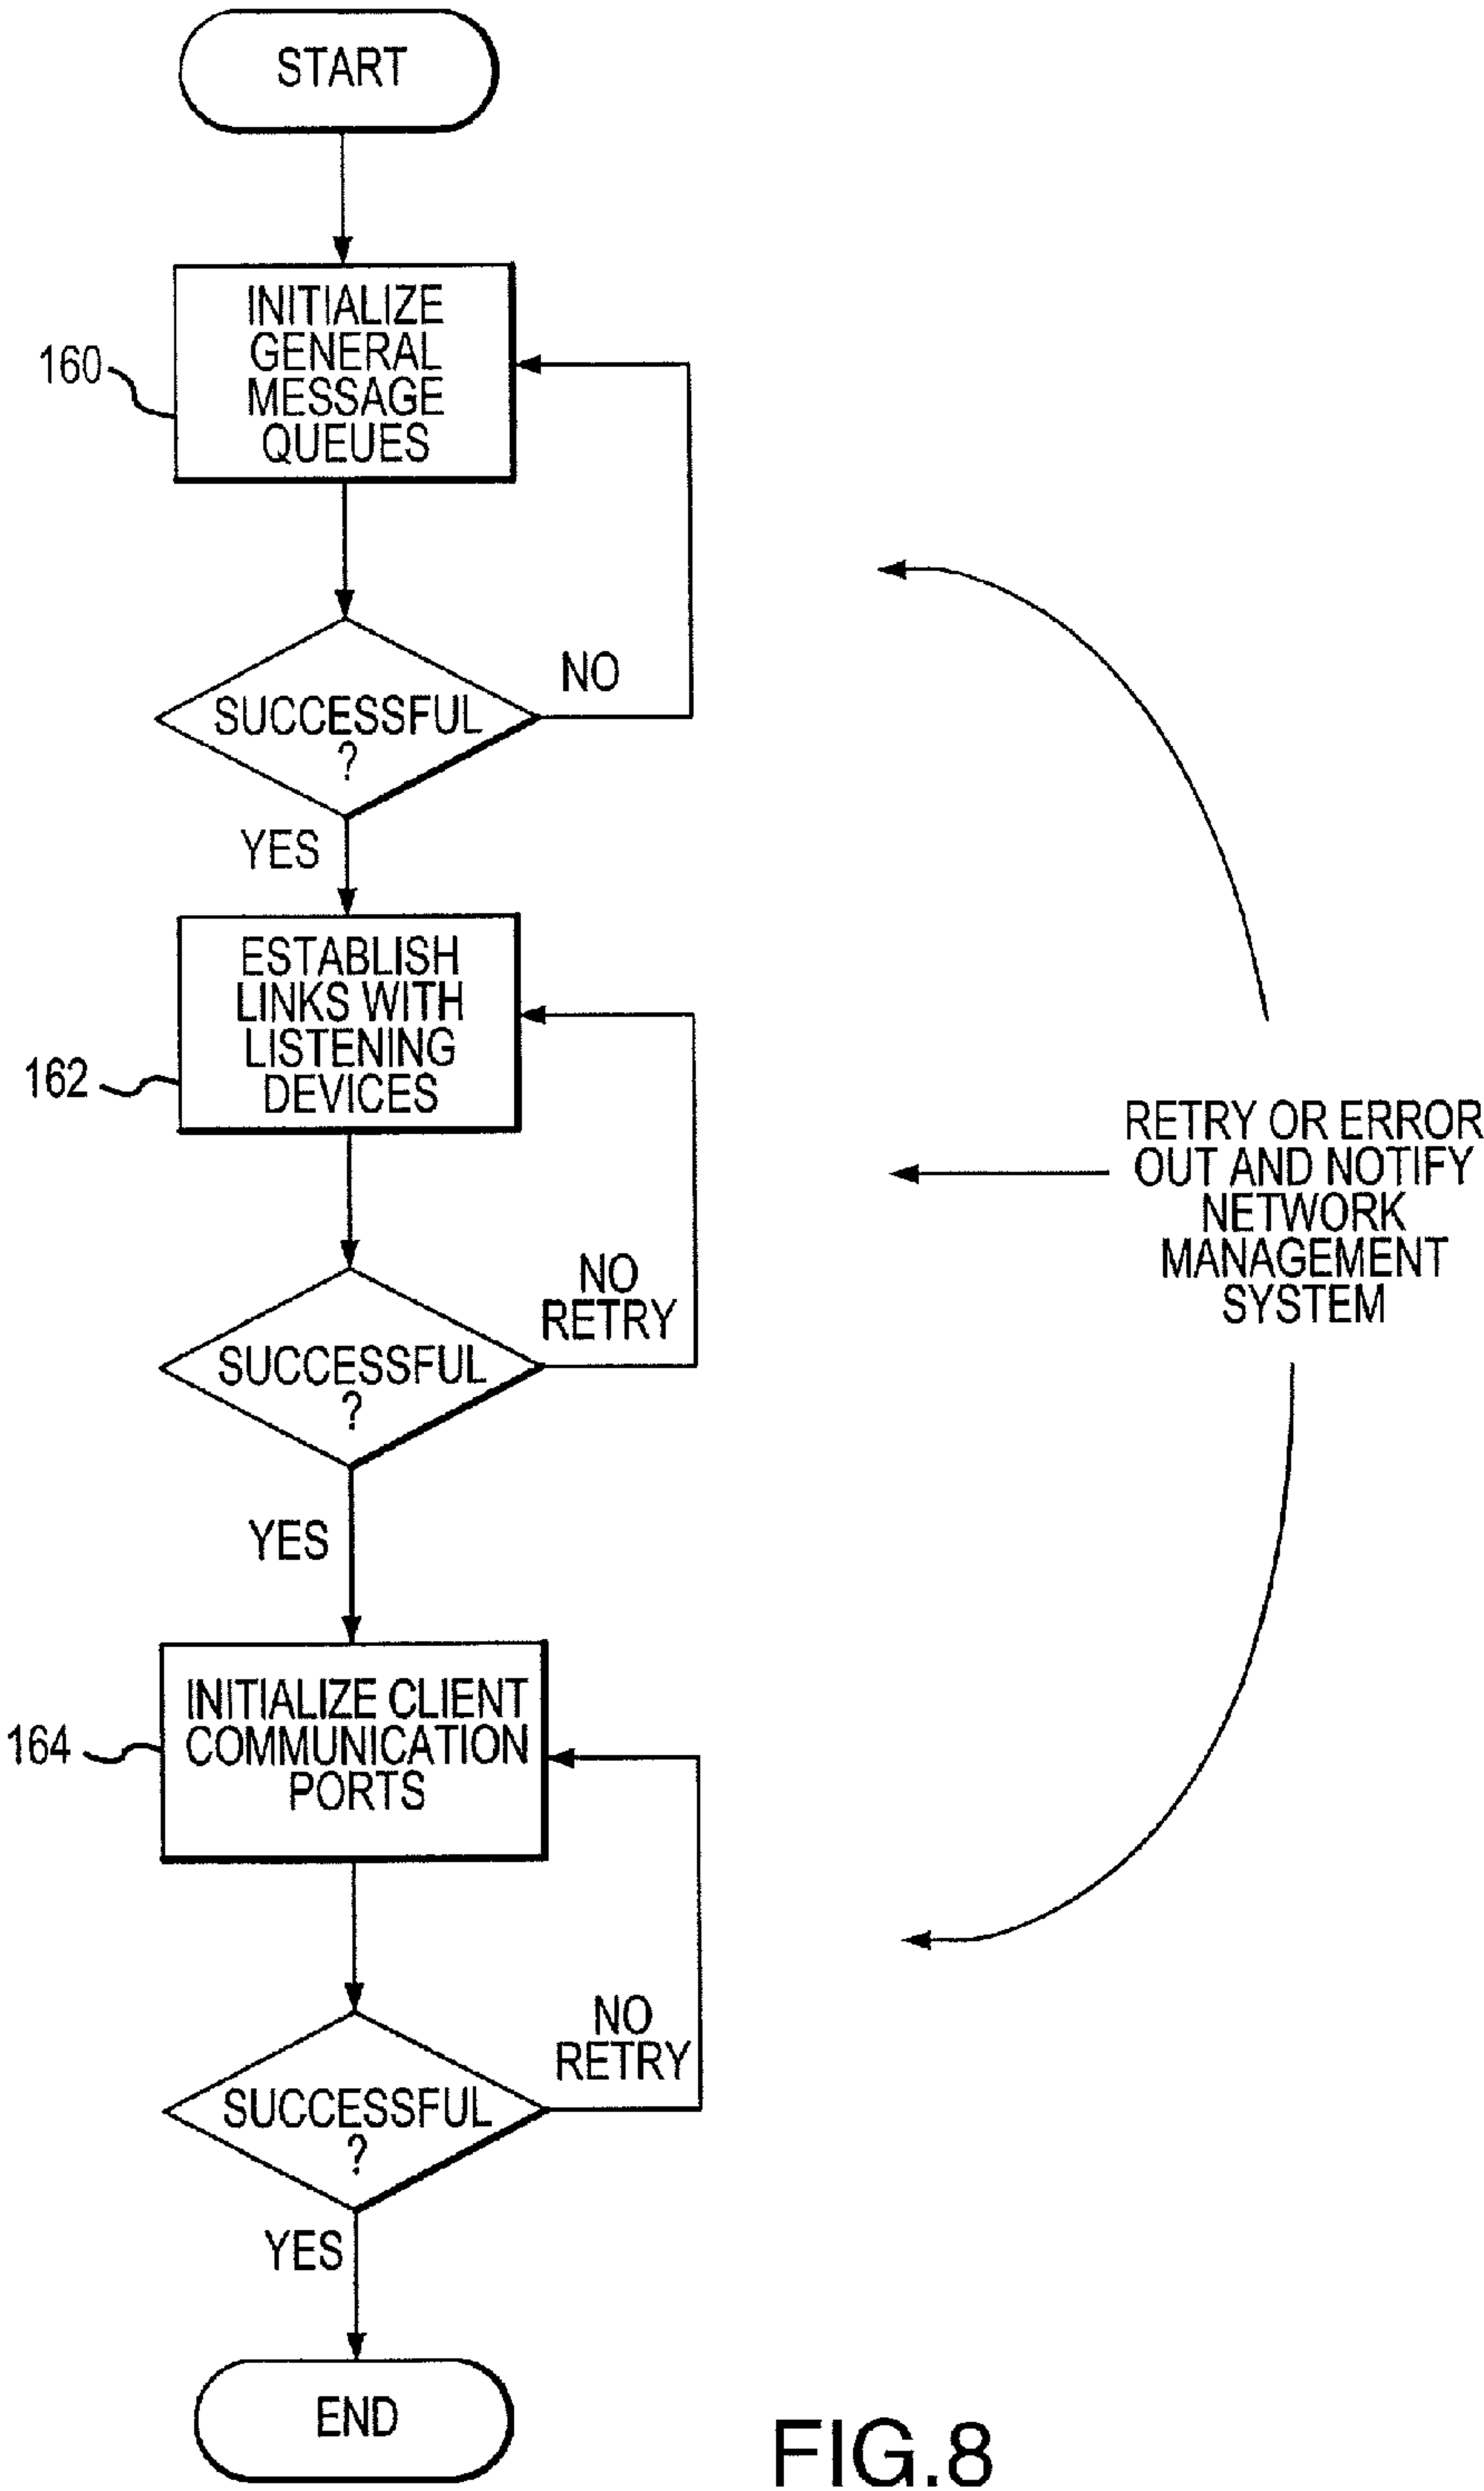 START
INITIALIZE
GENERAL
MESSAGE
QUEUES
160
SUCCESSFUL
?
NO
YES
ESTABLISH
LINKS WITH
LISTENING
DEVICES
162
SUCCESSFUL
?
NO
RETRY
YES
INITIALIZE CLIENT
COMMUNICATION
PORTS
164
SUCCESSFUL
?
NO
RETRY
YES
END
RETRY OR ERROR
OUT AND NOTIFY
NETWORK
MANAGEMENT
SYSTEM
FIG.8